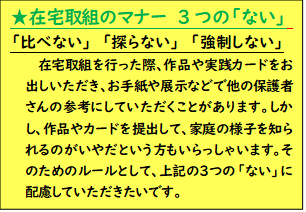 ★在宅取組のマナー 3つの「ない」
「比べない」「探らない」「強制しない」
在宅取組を行った際、作品や実践カードをお
出しいただき、お手紙や展示などで他の保護者
さんの参考にしていただくことがあります。しか
し、作品やカードを提出して、家庭の様子を知ら
れるのがいやだという方もいらっしゃいます。そ
のためのルールとして、上記の3つの「ない」に
配慮していただきたいです。